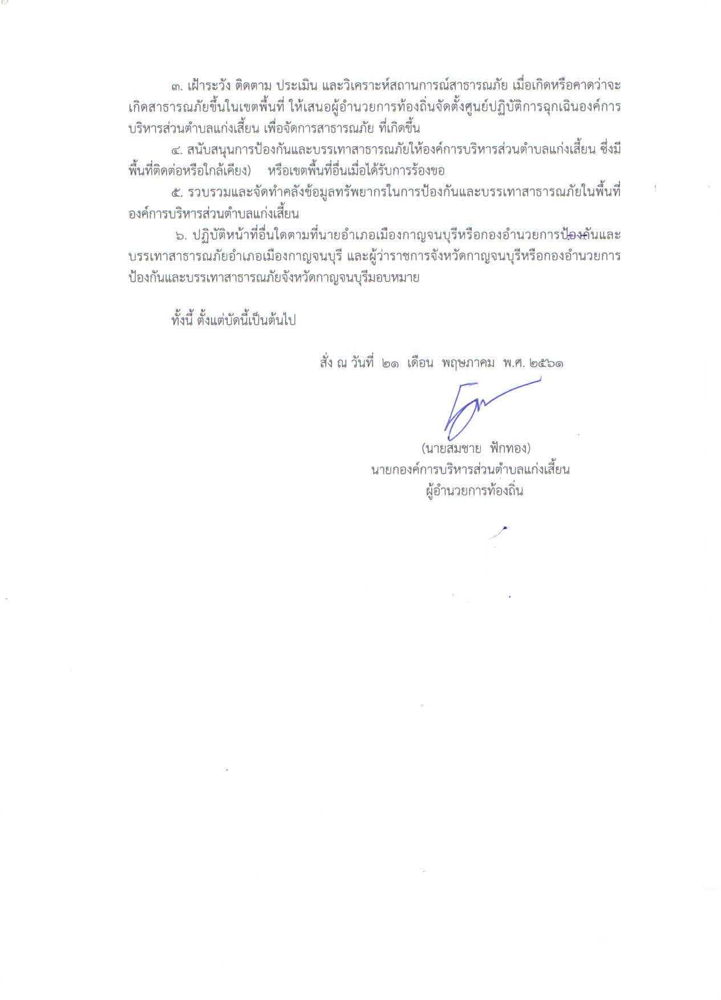 ๓. เฝ้าระวัง ติดตาม ประเมิน และวิเคราะห์สถานการณ์สาธารณภัย เมื่อเกิดหรือคาดว่าจะ
เกิดสาธารณภัยขึ้นในเขตพื้นที่ ให้เสนอผู้อำนวยการท้องถิ่นจัดตั้งศูนย์ปฏิบัติการฉุกเฉินองค์การ
บริหารส่วนตำบลแก่งเสี้ยน เพื่อจัดการสาธารณภัย ที่เกิดขึ้น
๔. สนับสนุนการป้องกันและบรรเทาสาธารณภัยให้องค์การบริหารส่วนตำบลแก่งเสี้ยน ซึ่งมี
พื้นที่ติดต่อหรือใกล้เคียง) หรือเขตพื้นที่อื่นเมื่อได้รับการร้องขอ
๕. รวบรวมและจัดทำคลังข้อมูลทรัพยากรในการป้องกันและบรรเทาสาธารณภัยในพื้นที่
องค์การบริหารส่วนตำบลแก่งเสี้ยน
๖. ปฏิบัติหน้าที่อื่นใดตามที่นายอำเภอเมืองกาญจนบุรีหรือกองอำนวยการป้องกันและ
บรรเทาสาธารณภัยอำเภอเมืองกาญจนบุรี และผู้ว่าราชการจังหวัดกาญจนบุรีหรือกองอำนวยการ
ป้องกันและบรรเทาสาธารณภัยจังหวัดกาญจนบุรีมอบหมาย
ทั้งนี้ ตั้งแต่บัดนี้เป็นต้นไป
สั่ง ณ วันที่ ๒๑ เดือน พฤษภาคม พ.ศ. ๒๕๖๑
(นายสมชาย ฟักทอง)
นายกองค์การบริหารส่วนตำบลแก่งเสี้ยน
ผู้อำนวยการท้องถิ่น